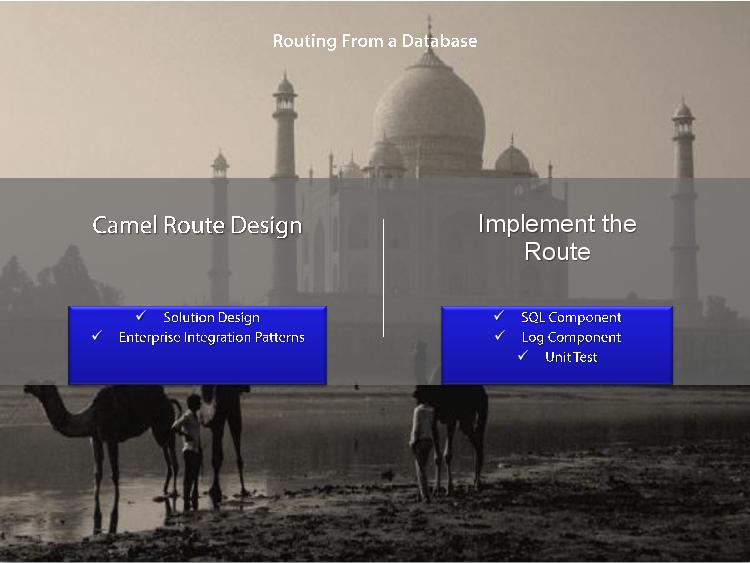 Routing From a Database
Camel Route Design
✓ Solution Design
✓ Enterprise Integration Patterns
Implement the
Route
✓ SQL Component
✓ Log Component
✓ Unit Test